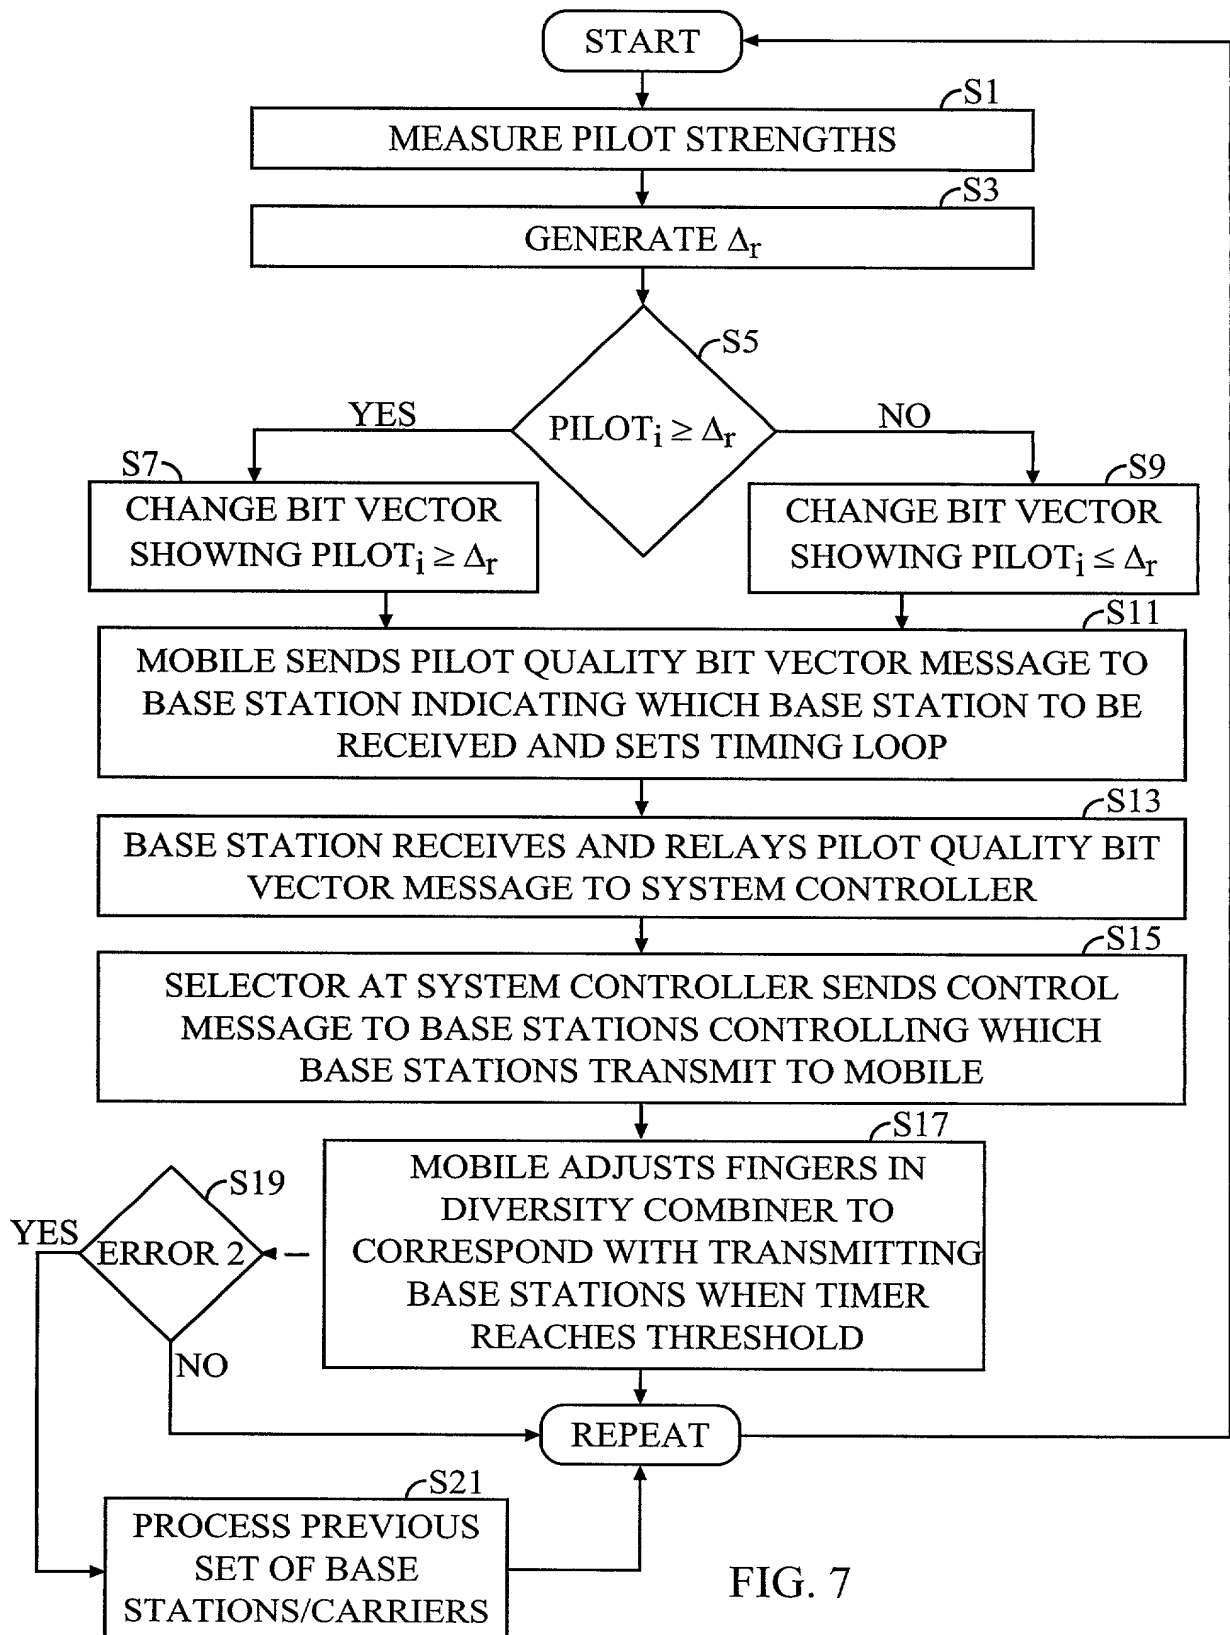 START
S1
MEASURE PILOT STRENGTHS
S3
GENERATE Δr
S5
PILOTi ≥ Δr
YES
NO
S7
CHANGE BIT VECTOR
SHOWING PILOTi ≥ Δr
S9
CHANGE BIT VECTOR
SHOWING PILOTi ≤ Δr
S11
MOBILE SENDS PILOT QUALITY BIT VECTOR MESSAGE TO
BASE STATION INDICATING WHICH BASE STATION TO BE
RECEIVED AND SETS TIMING LOOP
S13
BASE STATION RECEIVES AND RELAYS PILOT QUALITY BIT
VECTOR MESSAGE TO SYSTEM CONTROLLER
S15
SELECTOR AT SYSTEM CONTROLLER SENDS CONTROL
MESSAGE TO BASE STATIONS CONTROLLING WHICH
BASE STATIONS TRANSMIT TO MOBILE
S17
MOBILE ADJUSTS FINGERS IN
DIVERSITY COMBINER TO
CORRESPOND WITH TRANSMITTING
BASE STATIONS WHEN TIMER
REACHES THRESHOLD
S19
ERROR 2
YES
NO
REPEAT
S21
PROCESS PREVIOUS
SET OF BASE
STATIONS/CARRIERS
FIG. 7